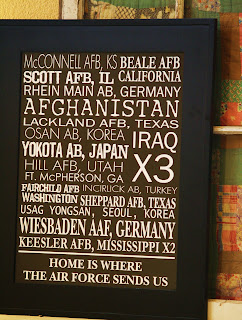 McCONNELL AFB, KS BEALE AFB
SCOTT AFB, IL CALIFORNIA
RHEIN MAIN AB, GERMANY
AFGHANISTAN
LACKLAND AFB, TEXAS
OSAN AB, KOREA IRAQ
YOKOTA AB, JAPAN X3
HILL AFB, UTAH
FT. McPHERSON, GA
FAIRCHILD AFB INCIRLICK AB, TURKEY
WASHINGTON SHEPPARD AFB, TEXAS
USAG YONGSAN, SEOUL, KOREA
WIESBADEN AAF, GERMANY
KEESLER AFB, MISSISSIPPI X2
HOME IS WHERE
THE AIR FORCE SENDS US